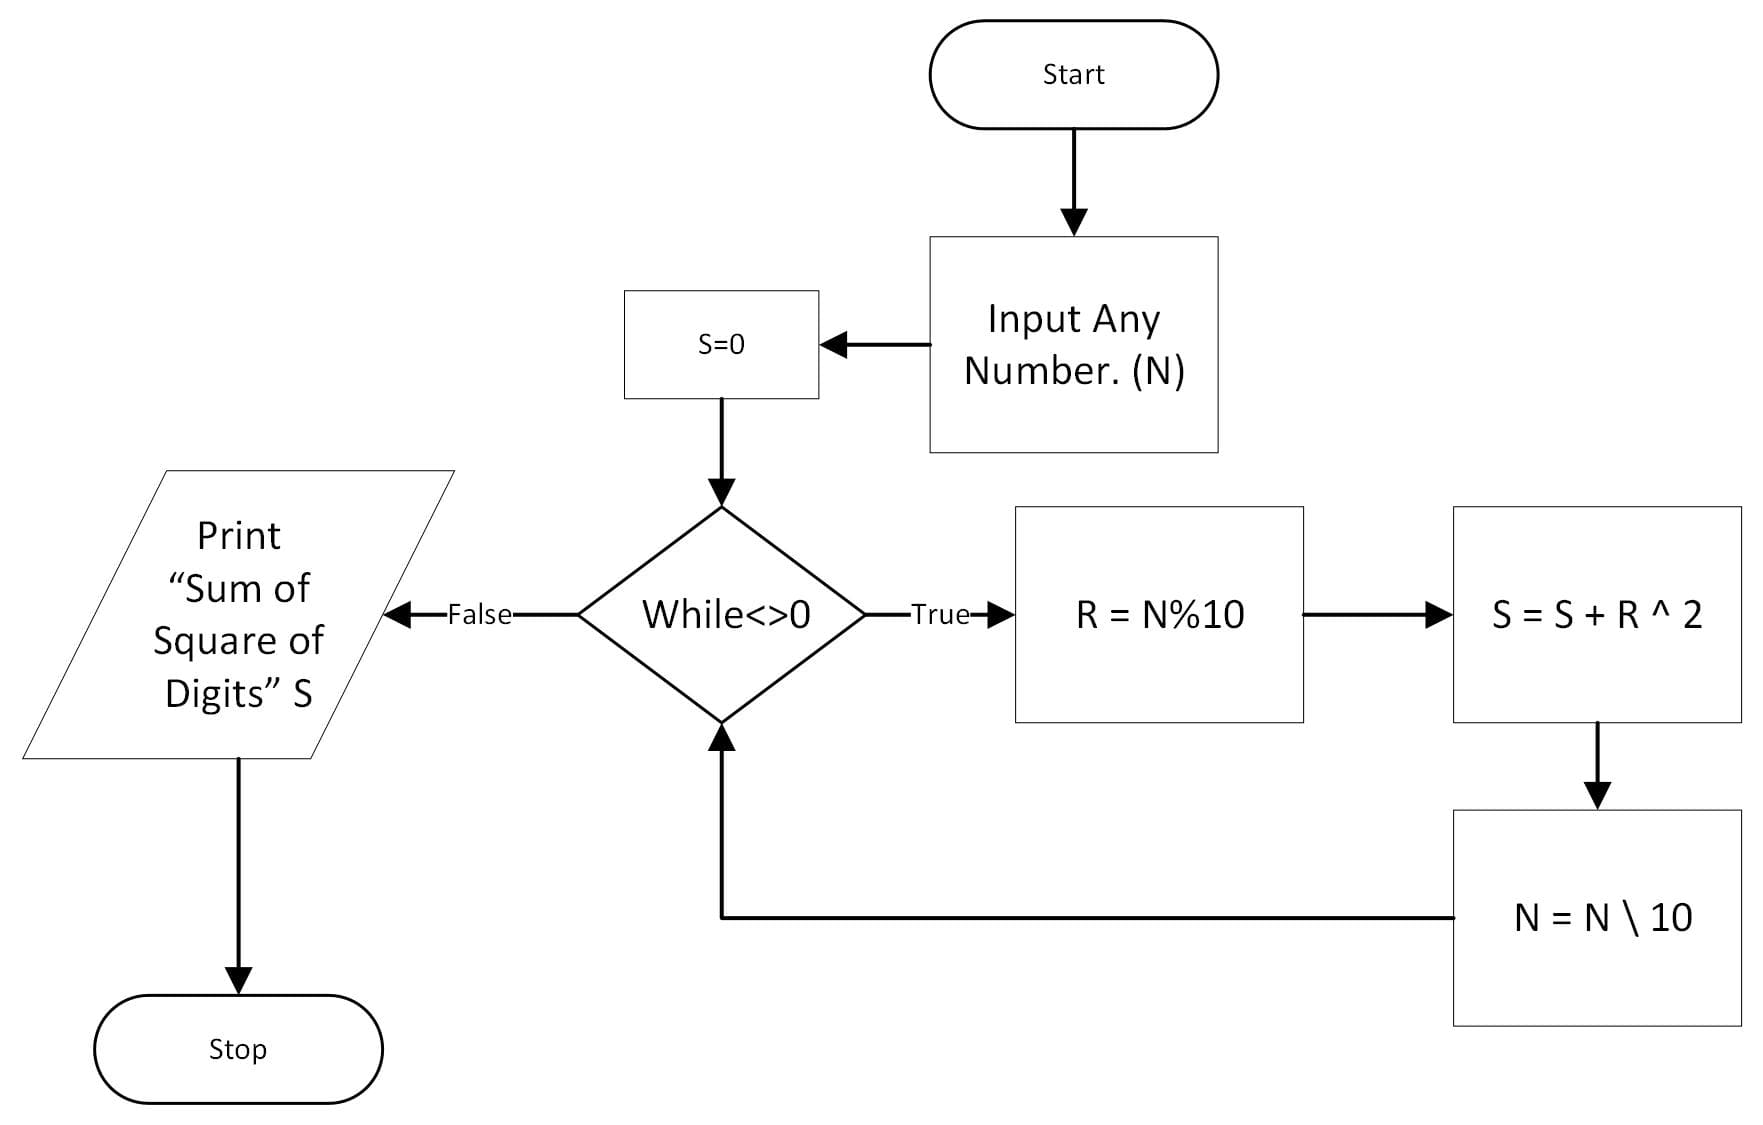 Start
Input Any
Number. (N)
S=0
While<>0
True
R = N%10
S = S + R ^ 2
N = N \ 10
False
Print
“Sum of
Square of
Digits” S
Stop